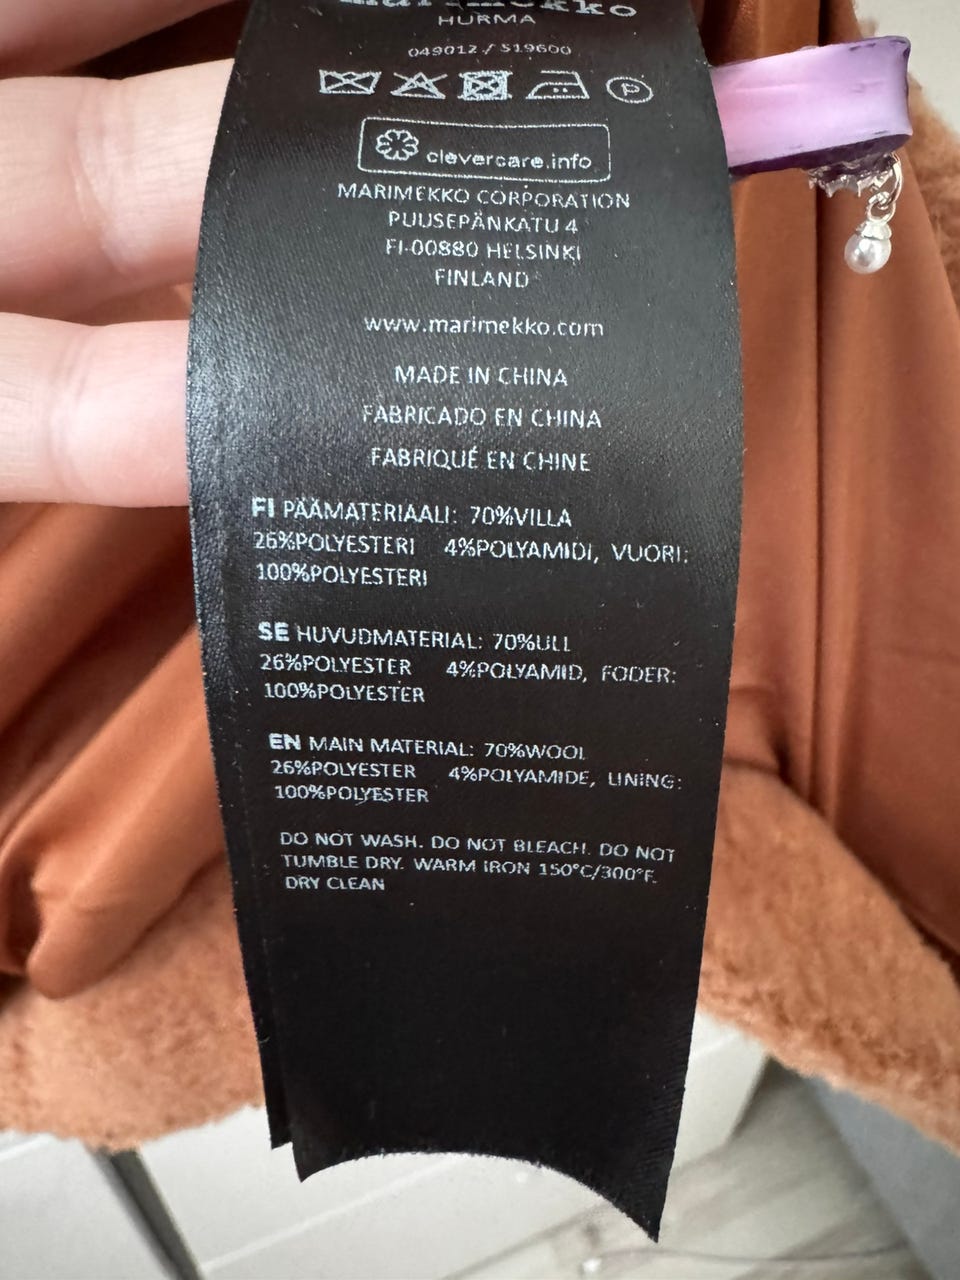 marimekko
HURMA
049012 / 519600
P
clevercare.info
MARIMEKKO CORPORATION
PUUSEPÄNKATU 4
FI-00880 HELSINKI
FINLAND
www.marimekko.com
MADE IN CHINA
FABRICADO EN CHINA
FABRIQUÉ EN CHINE
FI PÄÄMATERIAALI: 70%VILLA
26%POLYESTERI 4%POLYAMIDI, VUORI:
100%POLYESTERI
SE HUVUDMATERIAL: 70%ULL
26%POLYESTER 4%POLYAMID, FODER:
100%POLYESTER
EN MAIN MATERIAL: 70%WOOL
26%POLYESTER 4%POLYAMIDE, LINING:
100%POLYESTER
DO NOT WASH. DO NOT BLEACH. DO NOT
TUMBLE DRY. WARM IRON 150°C/300°F.
DRY CLEAN